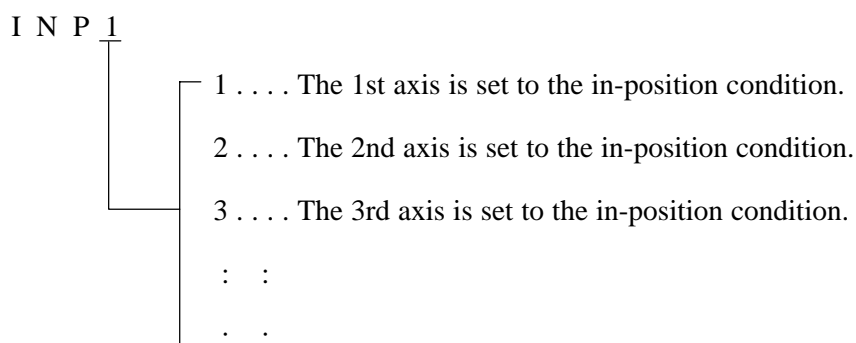 I N P 1
1 . . . . The 1st axis is set to the in-position condition.
2 . . . . The 2nd axis is set to the in-position condition.
3 . . . . The 3rd axis is set to the in-position condition.
: :
. .